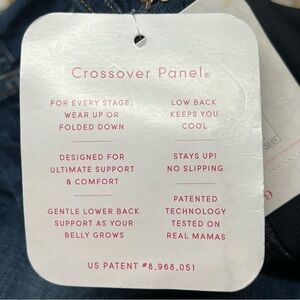 Crossover Panel®
FOR EVERY STAGE:
WEAR UP OR
FOLDED DOWN
LOW BACK
KEEPS YOU
COOL
DESIGNED FOR
ULTIMATE SUPPORT
& COMFORT
STAYS UP!
NO SLIPPING
GENTLE LOWER BACK
SUPPORT AS YOUR
BELLY GROWS
PATENTED
TECHNOLOGY
TESTED ON
REAL MAMAS
US PATENT #8,968,051